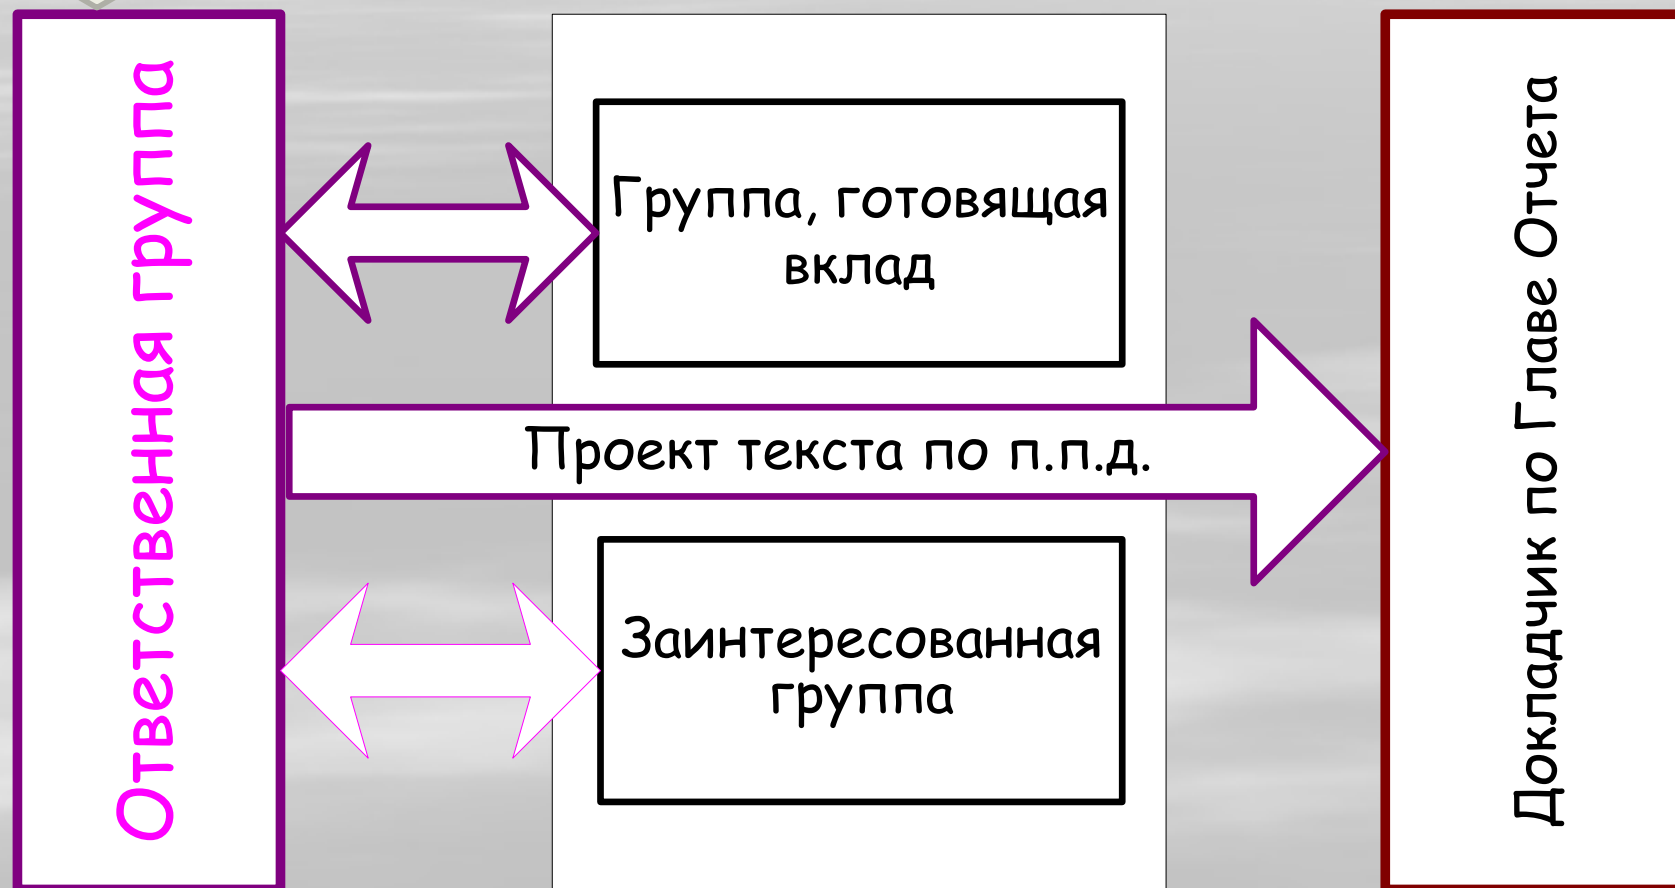 Ответственная группа
Группа, готовящая
вклад
Проект текста по п.п.д.
Заинтересованная
группа
Докладчик по Главе Отчета